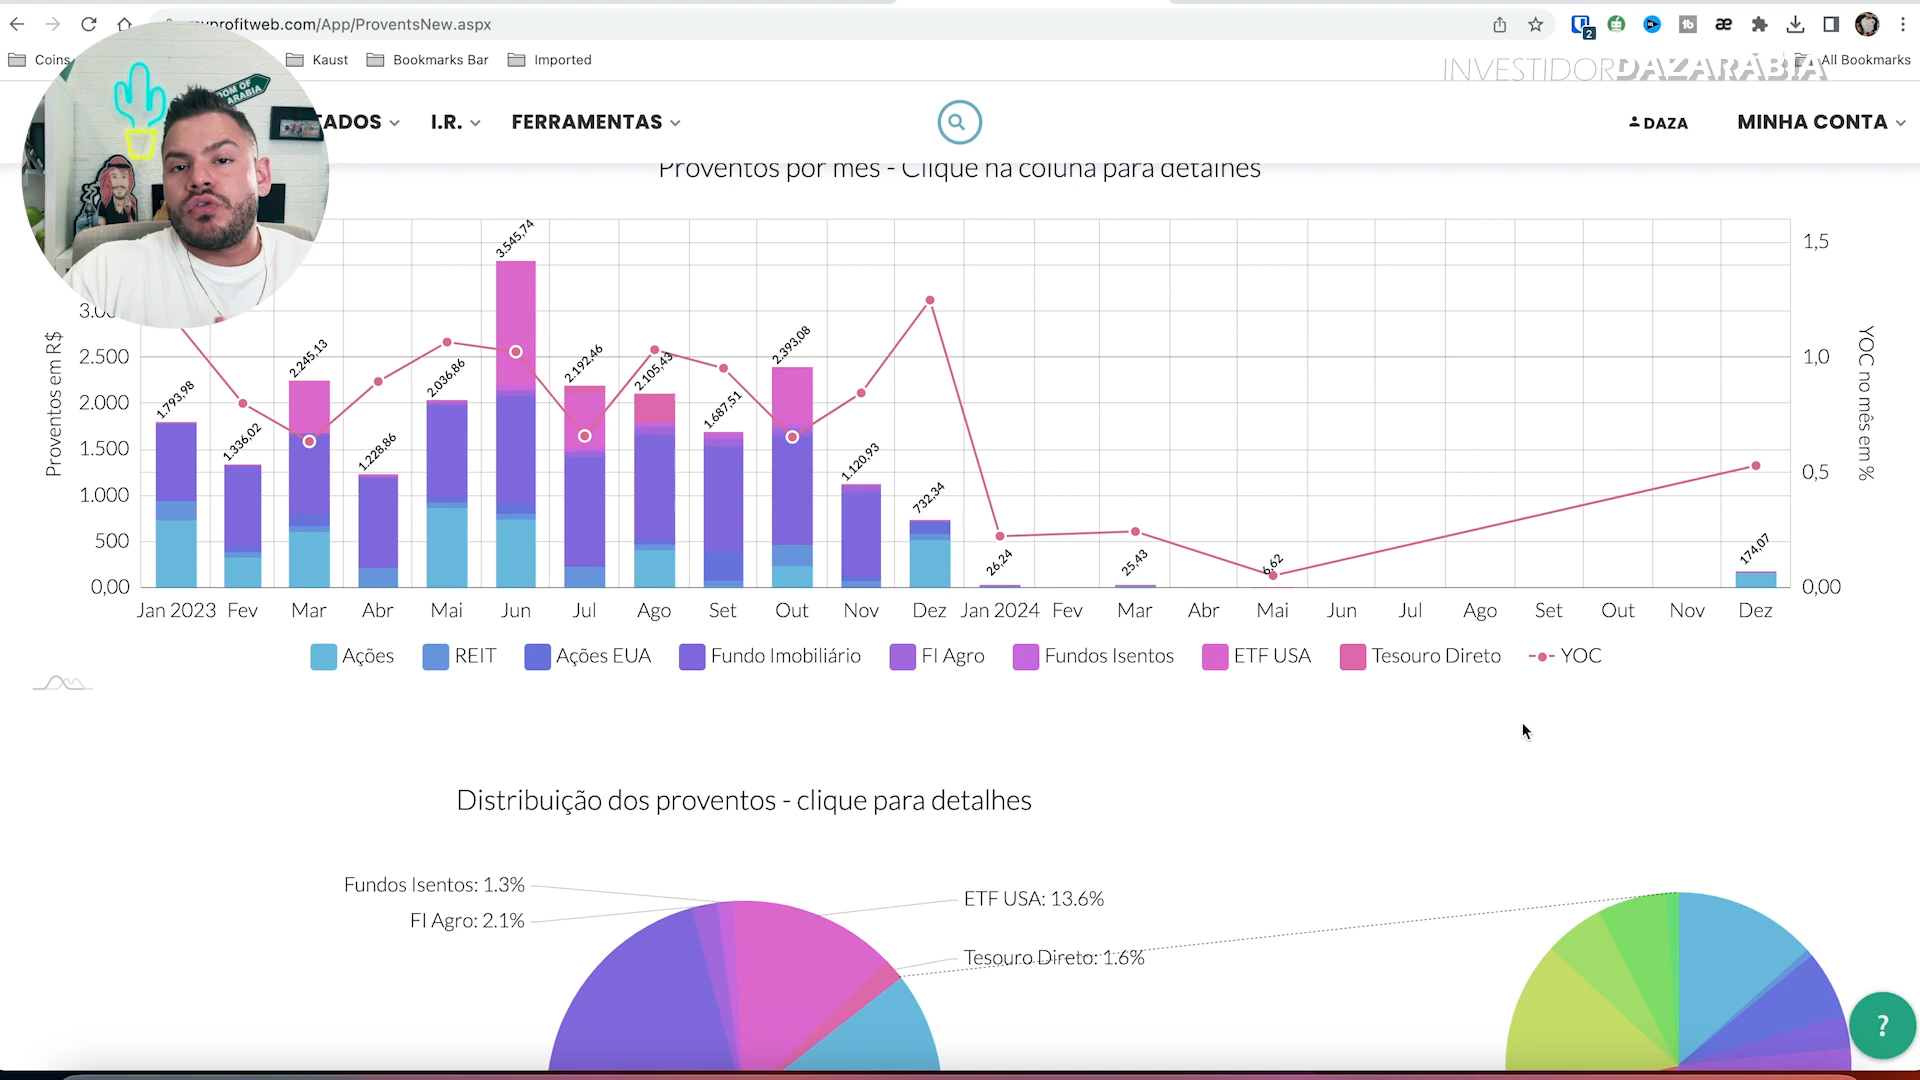 myprofitweb.com/App/ProventsNew.aspx
Coins
Kaust
Bookmarks Bar
Imported
All Bookmarks
INVESTIDORDAZARABIA
TADOS
I.R.
FERRAMENTAS
DAZA
MINHA CONTA
DOM OF
ARABIA
Proventos por mês - Clique na coluna para detalhes
Proventos em R$
2.500
2.000
1.500
1.000
500
0,00
1.793,98
1.336,02
2.245,13
1.228,86
2.036,86
3.545,74
2.192,46
2.105,43
1.687,51
2.393,08
1.120,93
732,34
26,24
25,43
6,62
174,07
1,5
1,0
0,5
0,00
YOC no mês em %
Jan 2023 Fev Mar Abr Mai Jun Jul Ago Set Out Nov Dez Jan 2024 Fev Mar Abr Mai Jun Jul Ago Set Out Nov Dez
Ações REIT Ações EUA Fundo Imobiliário FI Agro Fundos Isentos ETF USA Tesouro Direto YOC
Distribuição dos proventos - clique para detalhes
Fundos Isentos: 1.3%
FI Agro: 2.1%
ETF USA: 13.6%
Tesouro Direto: 1.6%
?